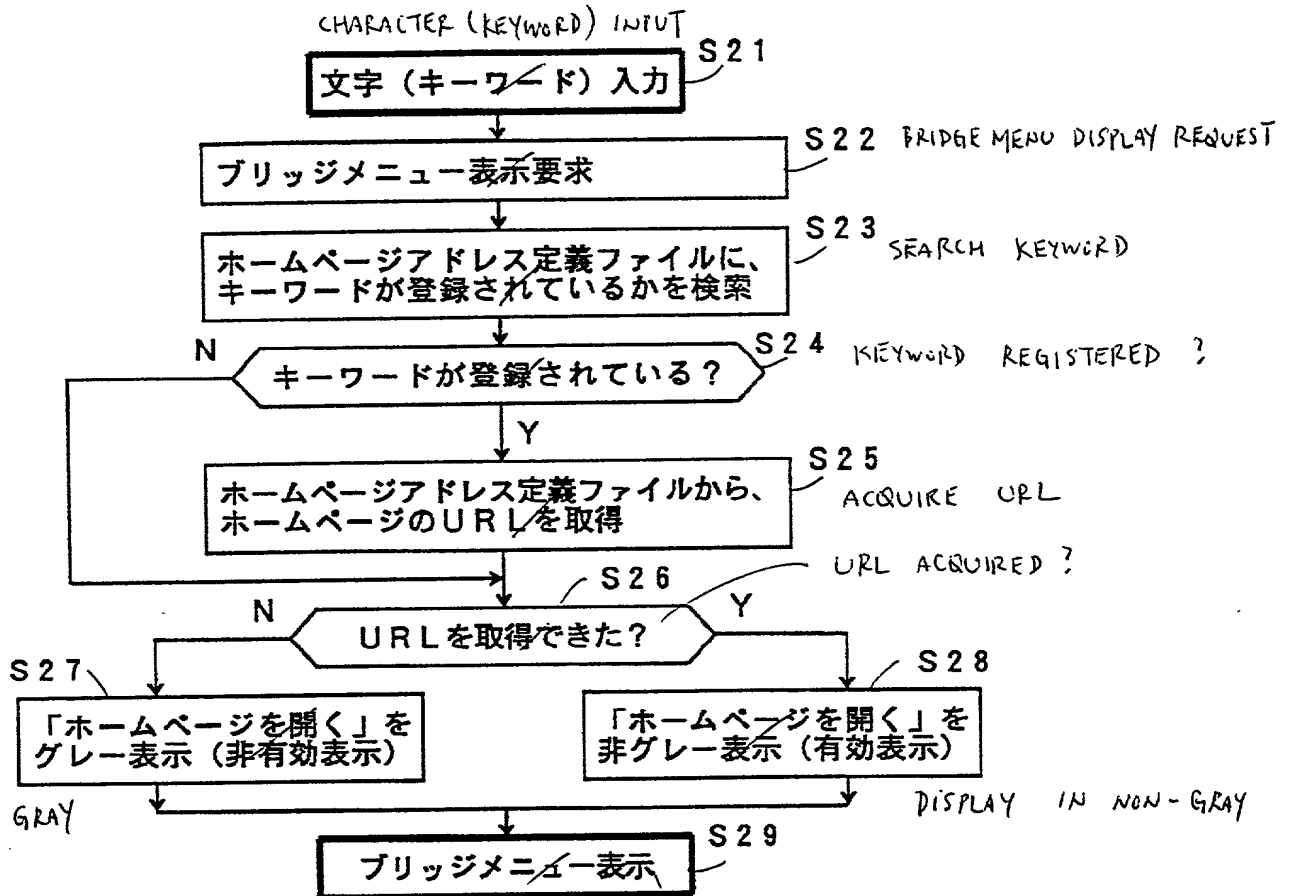 CHARACTER (KEYWORD) INPUT
S21
文字（キーワード）入力
S22 BRIDGE MENU DISPLAY REQUEST
ブリッジメニュー表示要求
S23 SEARCH KEYWORD
ホームページアドレス定義ファイルに、
キーワードが登録されているかを検索
N
S24 KEYWORD REGISTERED ?
キーワードが登録されている？
Y
S25
ACQUIRE URL
ホームページアドレス定義ファイルから、
ホームページのＵＲＬを取得
S26
URL ACQUIRED ?
N
Y
ＵＲＬを取得できた？
S27
S28
「ホームページを開く」を
グレー表示（非有効表示）
「ホームページを開く」を
非グレー表示（有効表示）
GRAY
DISPLAY IN NON-GRAY
S29
ブリッジメニュー表示